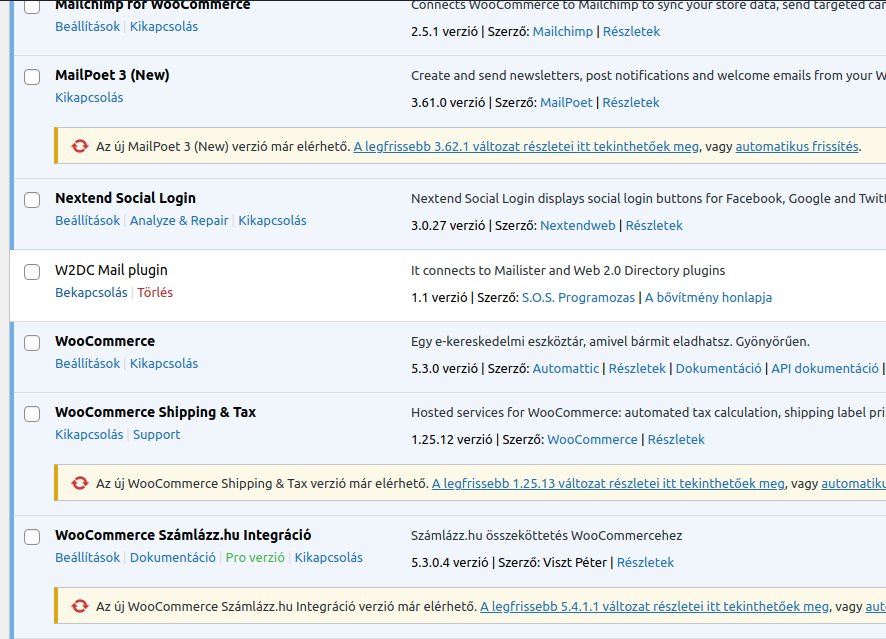 Mailchimp for WooCommerce
Connects WooCommerce to Mailchimp to sync your store data, send targeted
Beállítások | Kikapcsolás
2.5.1 verzió | Szerző: Mailchimp | Részletek
MailPoet 3 (New)
Create and send newsletters, post notifications and welcome emails from your
Kikapcsolás
3.61.0 verzió | Szerző: MailPoet | Részletek
Az új MailPoet 3 (New) verzió már elérhető. A legfrissebb 3.62.1 változat részletei itt tekinthetőek meg, vagy automatikus frissítés.
Nextend Social Login
Nextend Social Login displays social login buttons for Facebook, Google and Twit
Beállítások | Analyze & Repair | Kikapcsolás
3.0.27 verzió | Szerző: Nextendweb | Részletek
W2DC Mail plugin
It connects to Mailister and Web 2.0 Directory plugins
Bekapcsolás | Törlés
1.1 verzió | Szerző: S.O.S. Programozas | A bővítmény honlapja
WooCommerce
Egy e-kereskedelmi eszköztár, amivel bármit eladhatsz. Gyönyörűen.
Beállítások | Kikapcsolás
5.3.0 verzió | Szerző: Automattic | Részletek | Dokumentáció | API dokumentáció |
WooCommerce Shipping & Tax
Hosted services for WooCommerce: automated tax calculation, shipping label pri
Kikapcsolás | Support
1.25.12 verzió | Szerző: WooCommerce | Részletek
Az új WooCommerce Shipping & Tax verzió már elérhető. A legfrissebb 1.25.13 változat részletei itt tekinthetőek meg, vagy automatiku
WooCommerce Számlázz.hu Integráció
Számlázz.hu összeköttetés WooCommercehez
Beállítások | Dokumentáció | Pro verzió | Kikapcsolás
5.3.0.4 verzió | Szerző: Viszt Péter | Részletek
Az új WooCommerce Számlázz.hu Integráció verzió már elérhető. A legfrissebb 5.4.1.1 változat részletei itt tekinthetőek meg, vagy aut